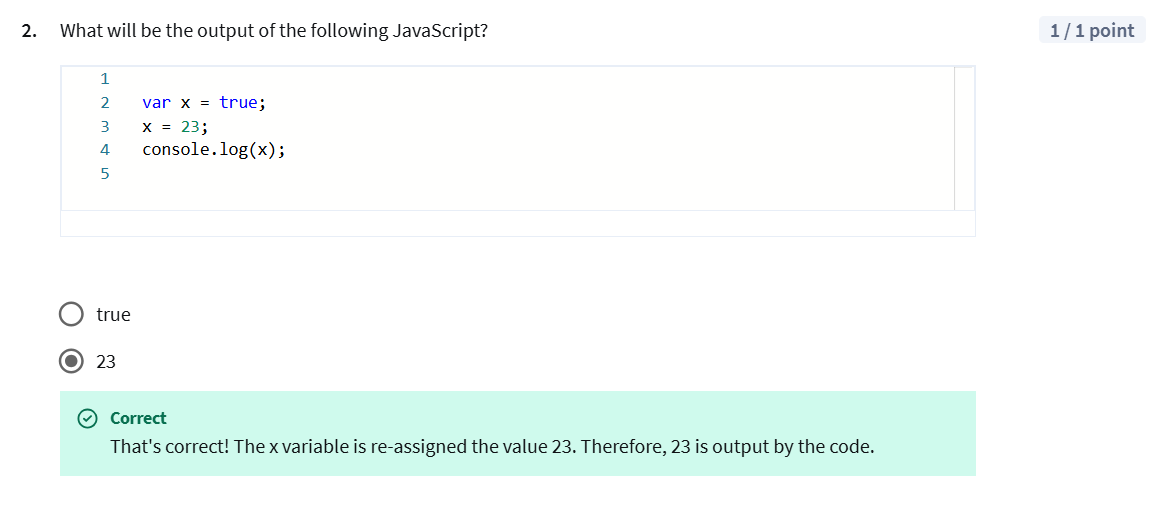 2. What will be the output of the following JavaScript?
1 / 1 point
1
2 var x = true;
3 x = 23;
4 console.log(x);
5
true
23
Correct
That's correct! The x variable is re-assigned the value 23. Therefore, 23 is output by the code.